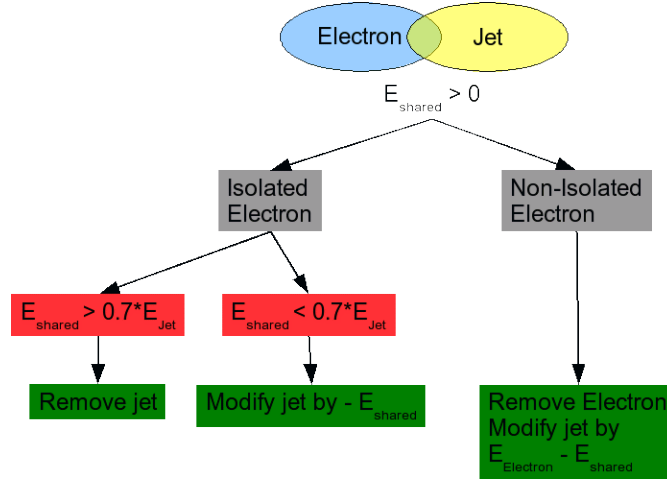 Electron Jet
E_shared > 0
Isolated
Electron
Non-Isolated
Electron
E_shared > 0.7*E_Jet
E_shared < 0.7*E_Jet
Remove jet
Modify jet by - E_shared
Remove Electron
Modify jet by
E_Electron - E_shared